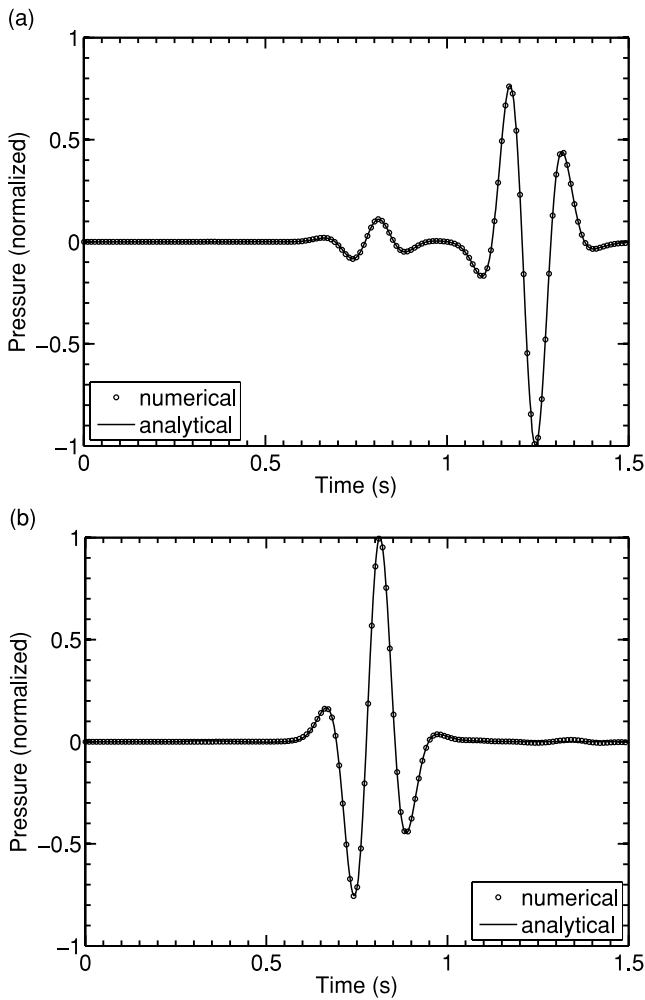 (a)
1
0.5
0
−0.5
−1
Pressure (normalized)
numerical
analytical
0
0.5
1
1.5
Time (s)
(b)
1
0.5
0
−0.5
−1
Pressure (normalized)
numerical
analytical
0
0.5
1
1.5
Time (s)